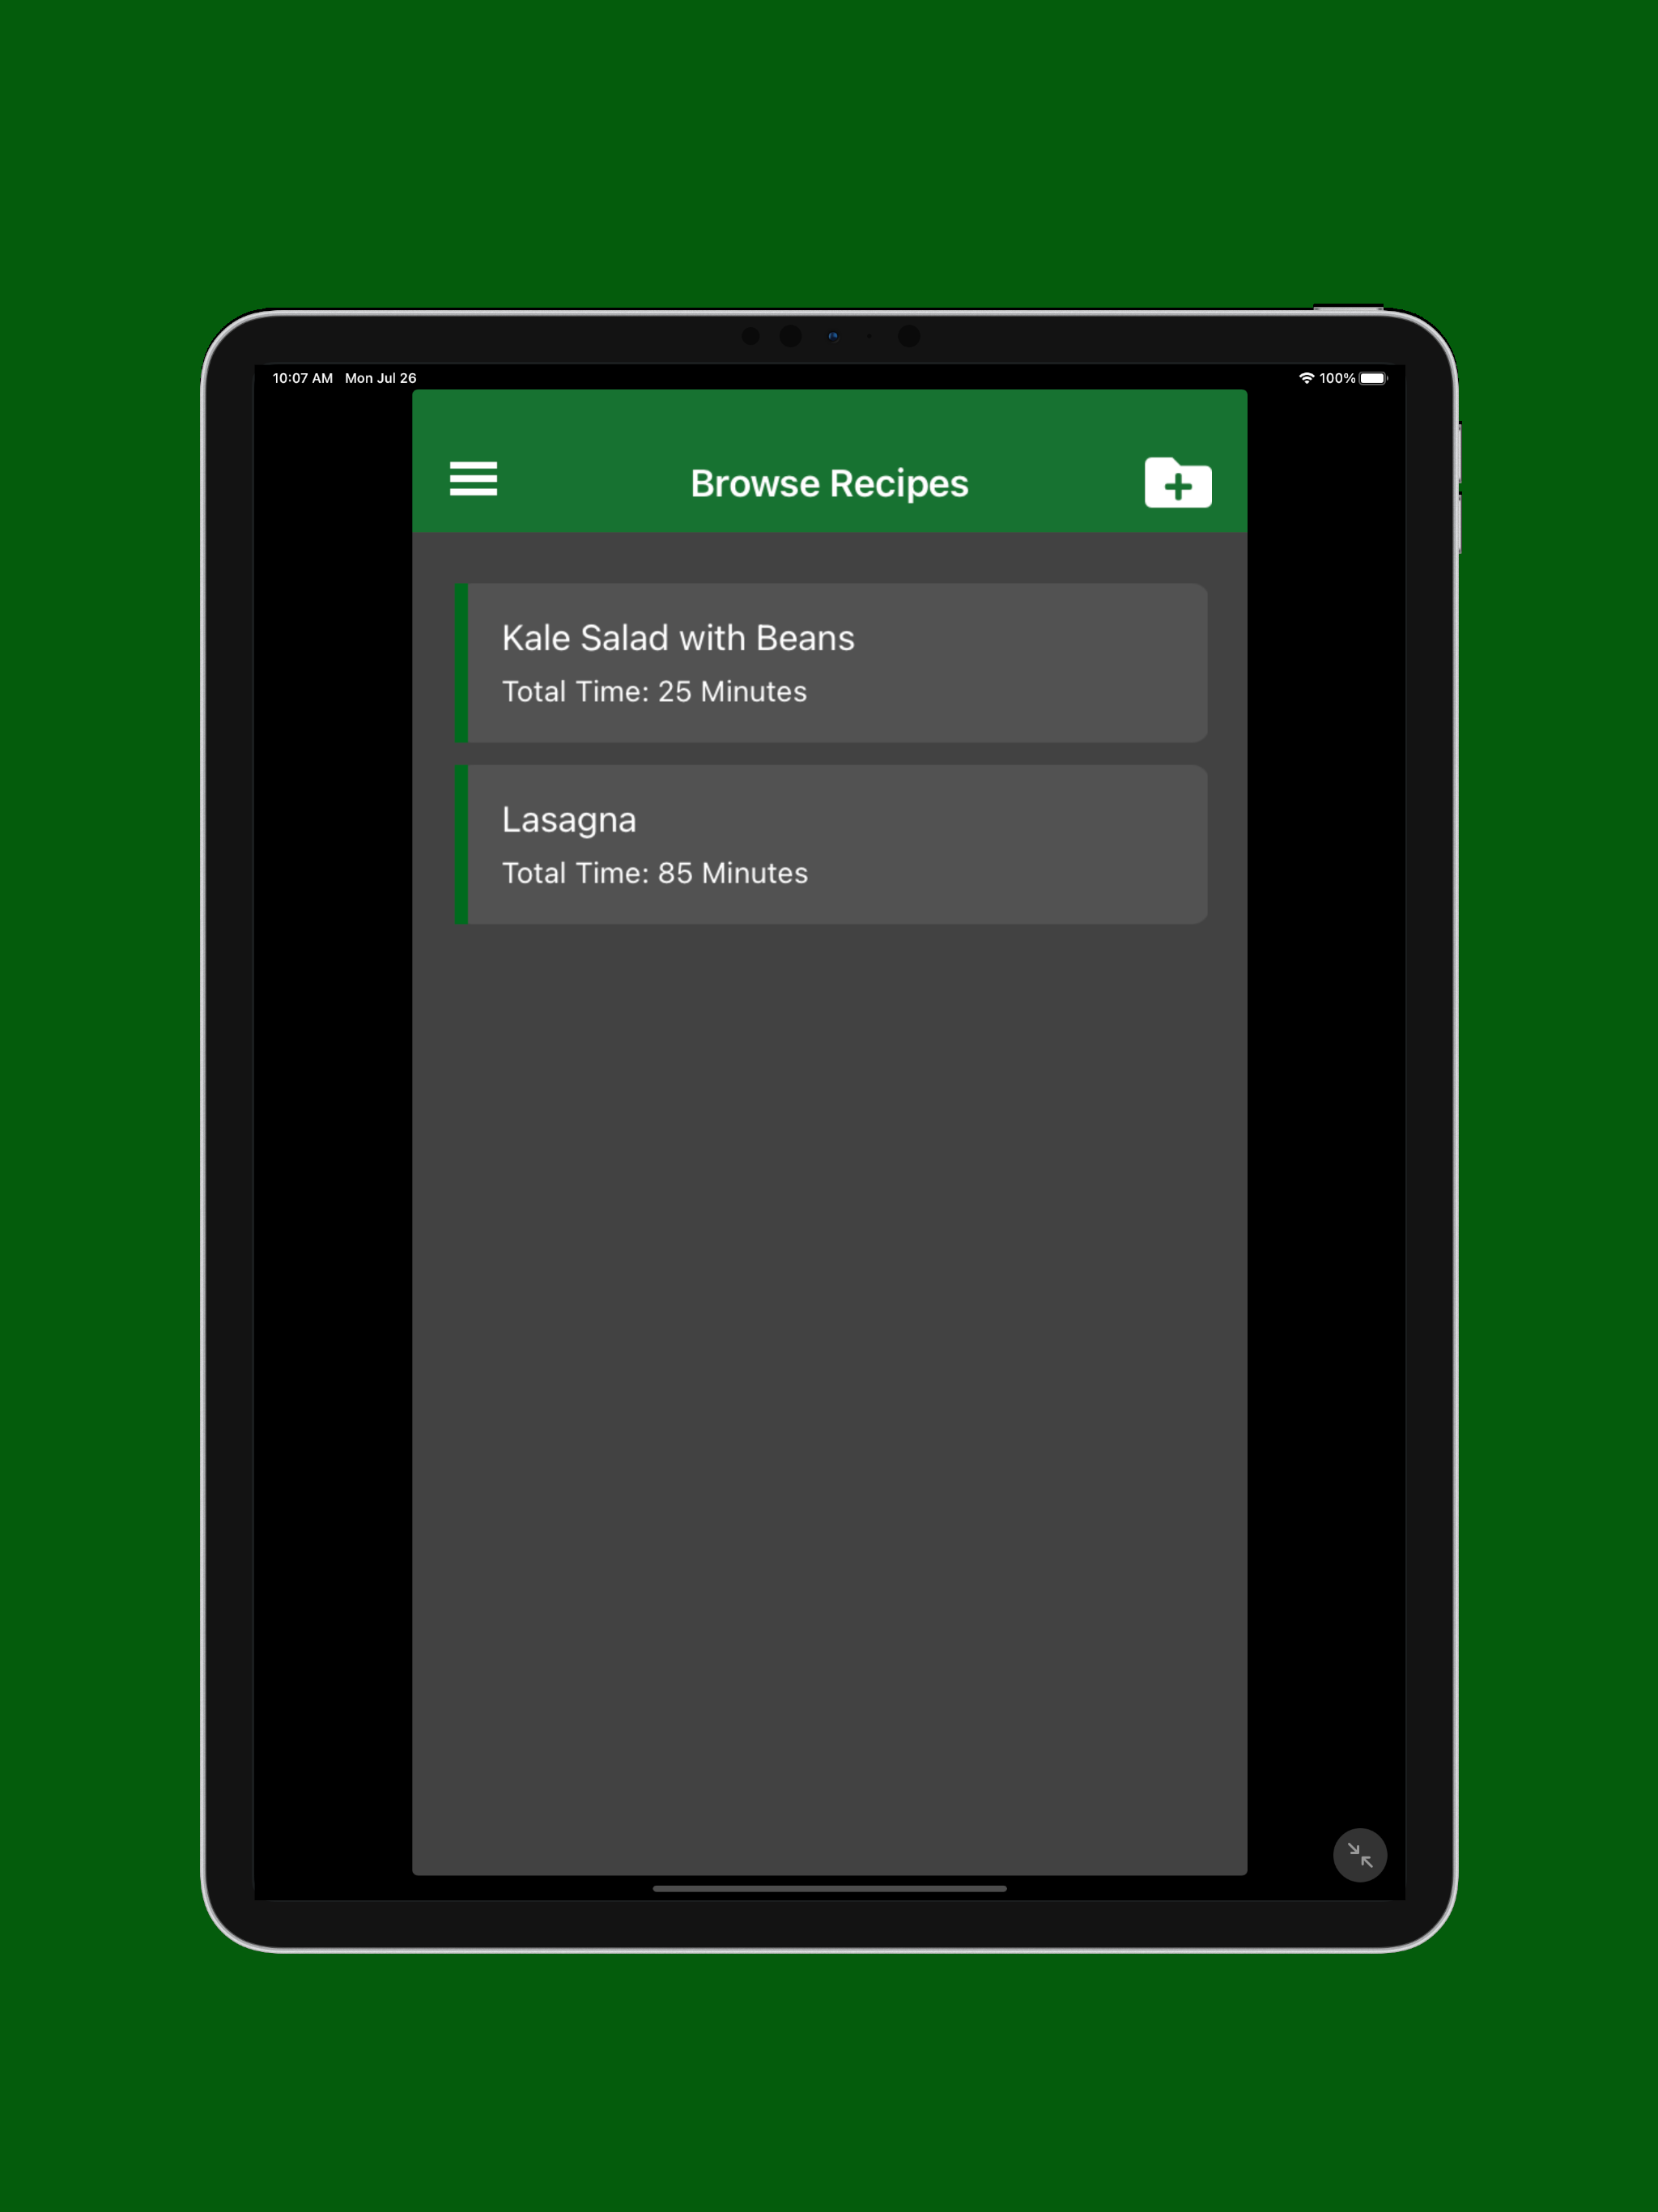 10:07 AM Mon Jul 26
100%
Browse Recipes
Kale Salad with Beans
Total Time: 25 Minutes
Lasagna
Total Time: 85 Minutes